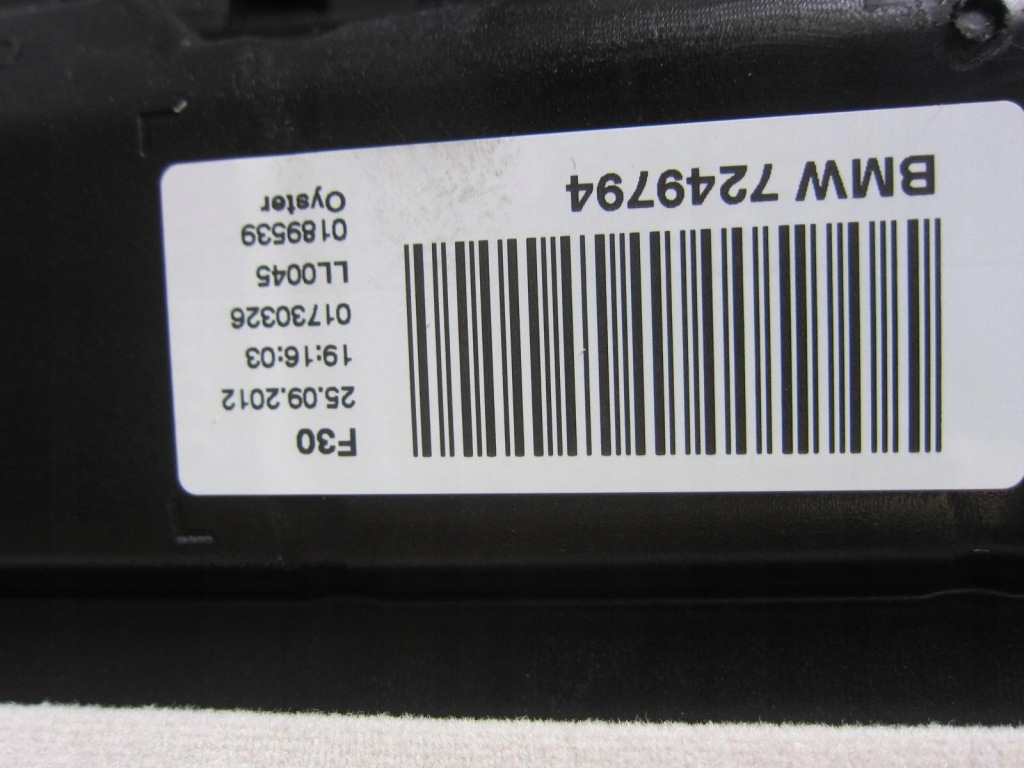 F30
25.09.2012
19:16:03
01730326
LL0045
0189539
Oyster
BMW 7249794